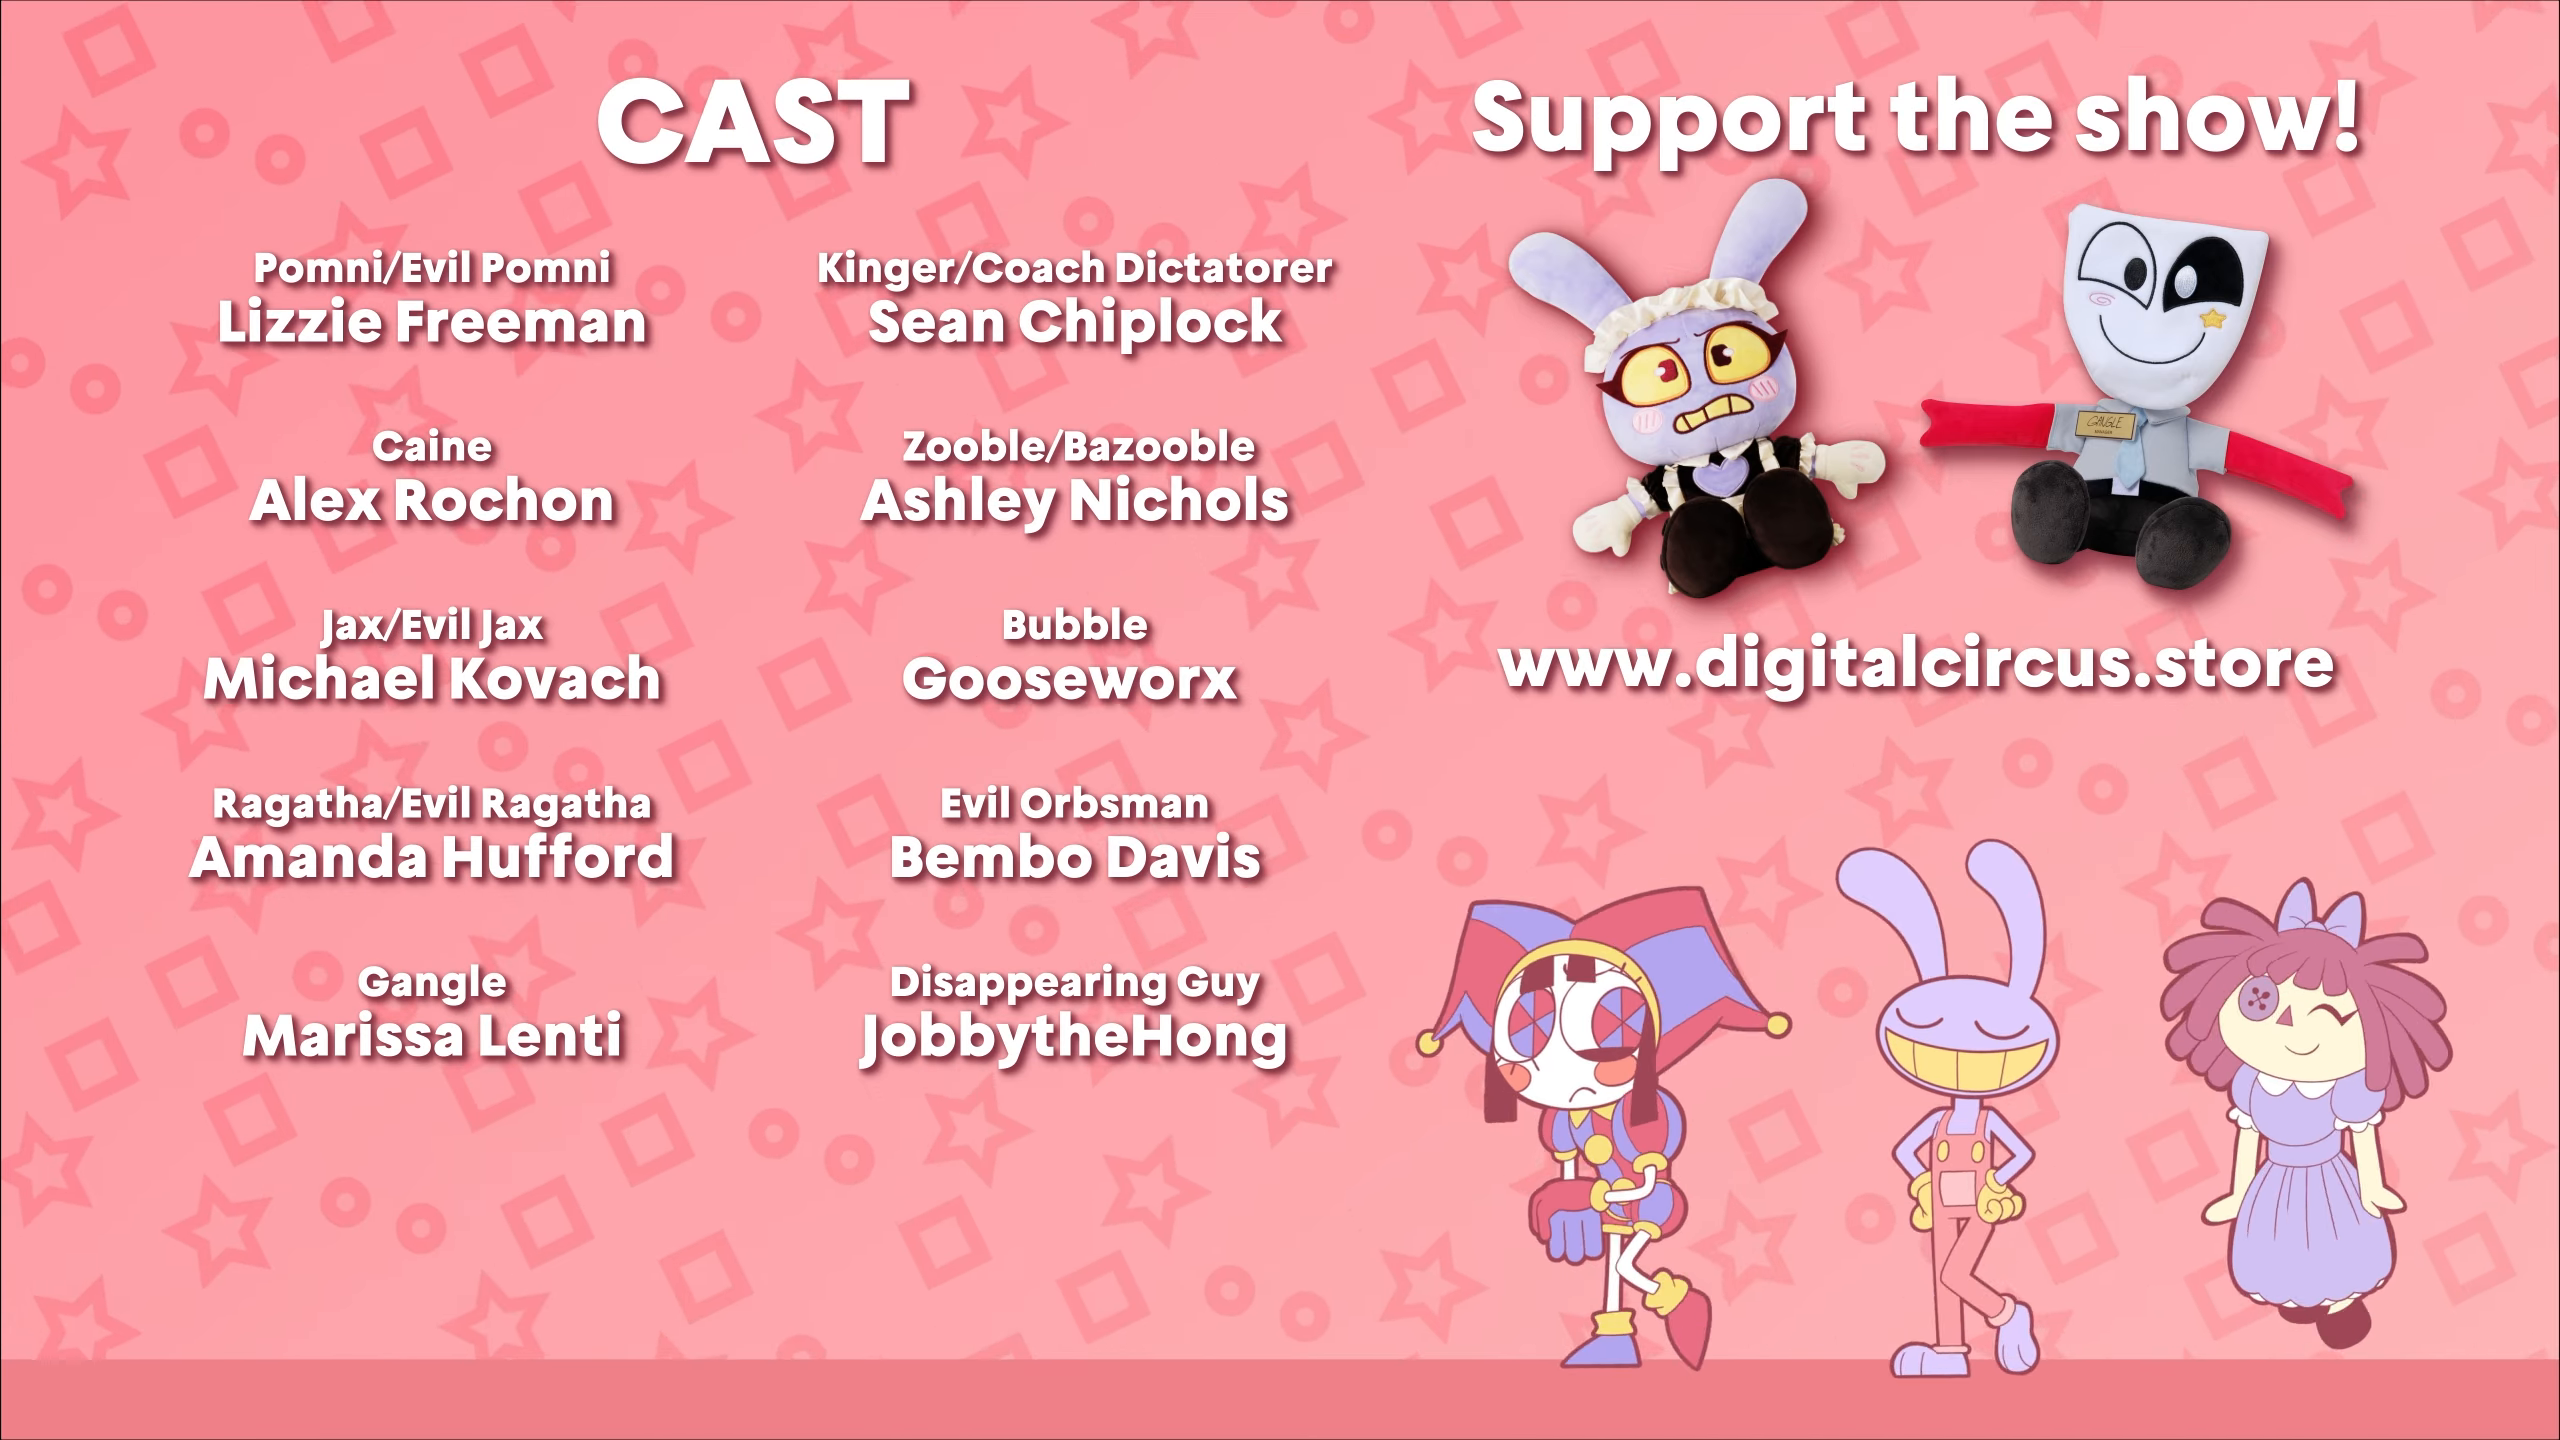 CAST
Pomni/Evil Pomni
Lizzie Freeman
Caine
Alex Rochon
Jax/Evil Jax
Michael Kovach
Ragatha/Evil Ragatha
Amanda Hufford
Gangle
Marissa Lenti
Kinger/Coach Dictatorer
Sean Chiplock
Zooble/Bazooble
Ashley Nichols
Bubble
Gooseworx
Evil Orbsman
Bembo Davis
Disappearing Guy
JobbytheHong
Support the show!
GANGLE
MANAGER
www.digitalcircus.store